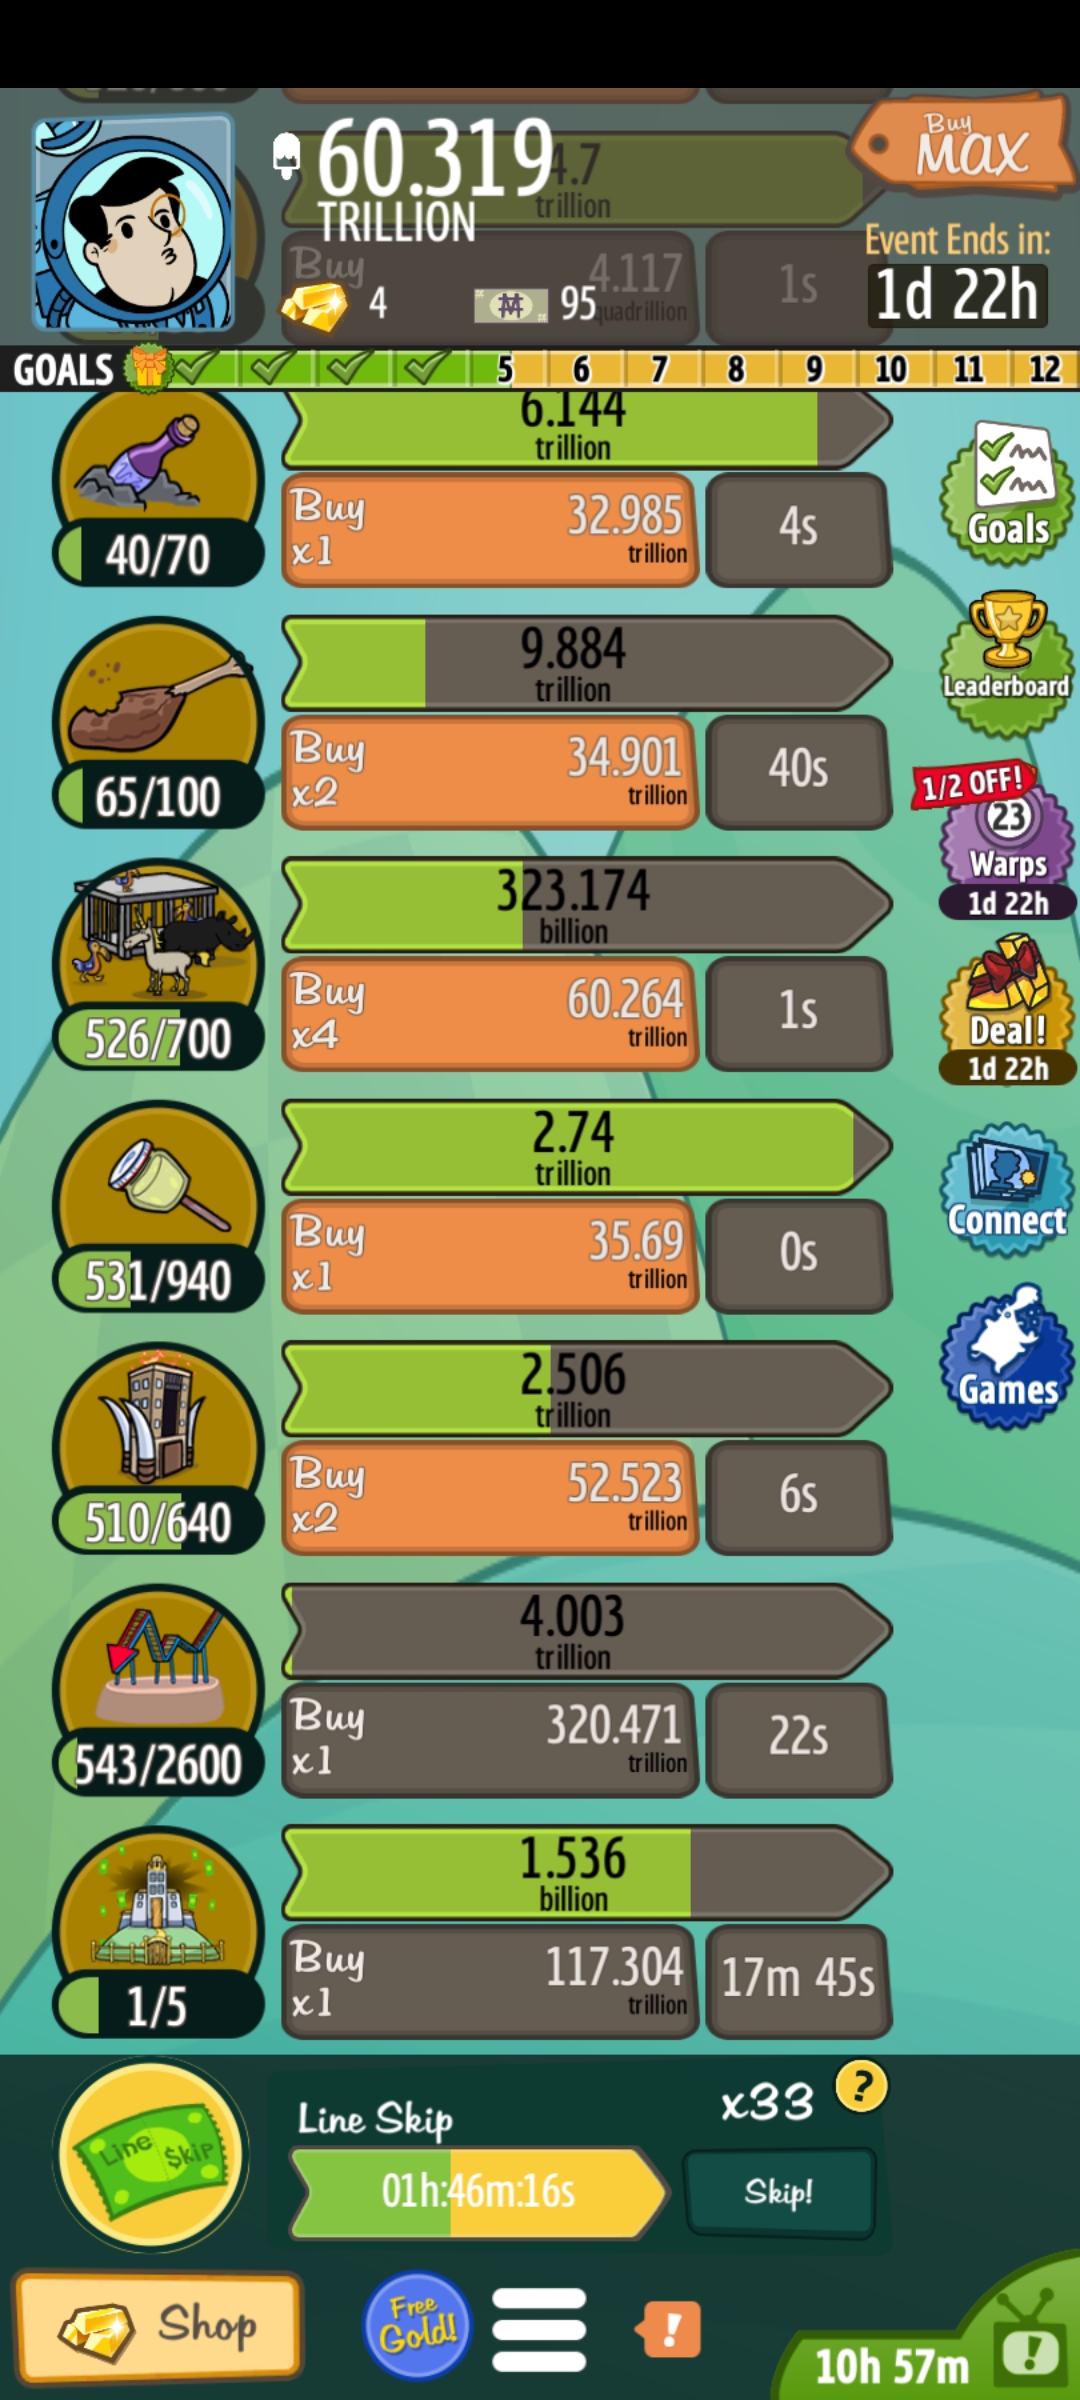 60.319
TRILLION
4.7
trillion
Buy
MAX
Event Ends in:
1d 22h
Buy
4.117
quadrillion
1s
4
95
GOALS
5 6 7 8 9 10 11 12
6.144
trillion
40/70
Buy
x1
32.985
trillion
4s
Goals
9.884
trillion
65/100
Buy
x2
34.901
trillion
40s
Leaderboard
1/2 OFF!
23
Warps
1d 22h
323.174
billion
526/700
Buy
x4
60.264
trillion
1s
Deal!
1d 22h
2.74
trillion
531/940
Buy
x1
35.69
trillion
0s
Connect
2.506
trillion
510/640
Buy
x2
52.523
trillion
6s
Games
4.003
trillion
543/2600
Buy
x1
320.471
trillion
22s
1.536
billion
1/5
Buy
x1
117.304
trillion
17m 45s
Line $kip
Line Skip
x33
?
01h:46m:16s
Skip!
Shop
Free
Gold!
!
10h 57m
!